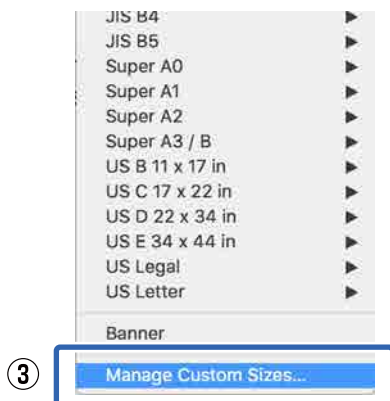 JIS B4
JIS B5
Super A0
Super A1
Super A2
Super A3 / B
US B 11 x 17 in
US C 17 x 22 in
US D 22 x 34 in
US E 34 x 44 in
US Legal
US Letter
Banner
③ Manage Custom Sizes...